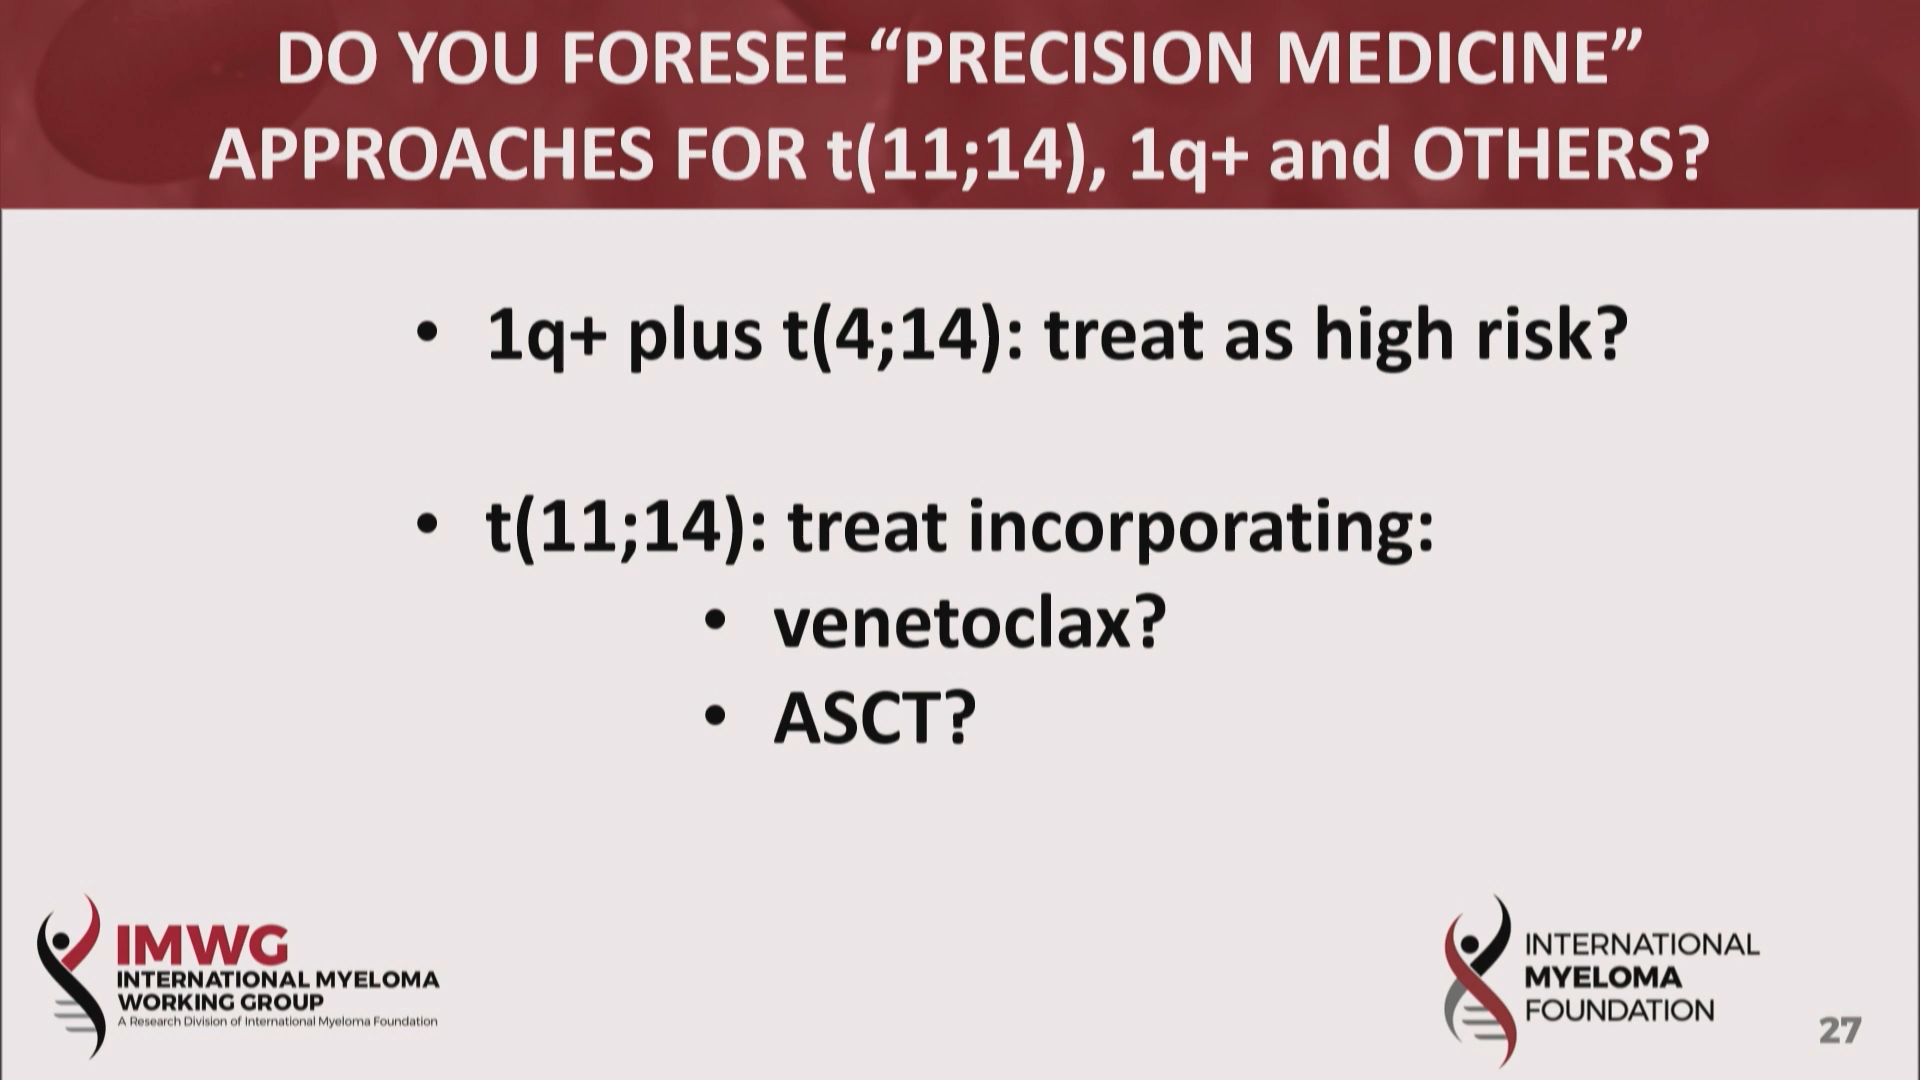 DO YOU FORESEE “PRECISION MEDICINE”
APPROACHES FOR t(11;14), 1q+ and OTHERS?
• 1q+ plus t(4;14): treat as high risk?
• t(11;14): treat incorporating:
• venetoclax?
• ASCT?
IMWG
INTERNATIONAL MYELOMA
WORKING GROUP
A Research Division of International Myeloma Foundation
INTERNATIONAL
MYELOMA
FOUNDATION
27